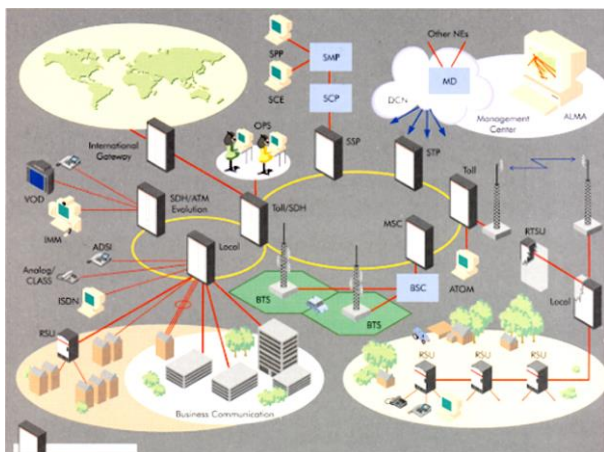 Other NEs
SPP
SMP
SCE
SCP
MD
DCN
Management
Center
ALMA
OPS
International
Gateway
SSP
STP
Toll
VOD
SDH/ATM
Evolution
Toll/SDH
MSC
RTSU
IMM
ADSI
Local
Analog/
CLASS
ISDN
BTS
BSC
ATOM
Local
BTS
RSU
RSU
RSU
RSU
Business Communication